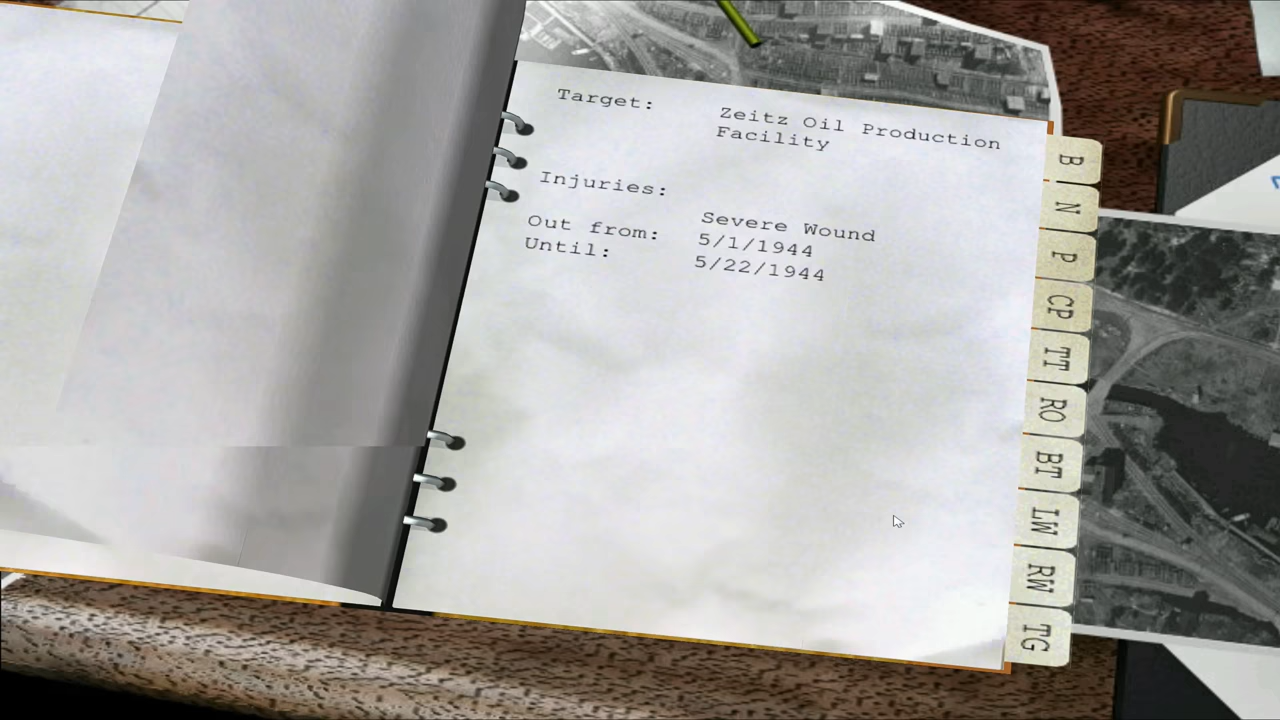 Target: Zeitz Oil Production
Facility
Injuries:
Severe Wound
Out from: 5/1/1944
Until: 5/22/1944
B
N
P
CP
TT
RO
BT
LW
RW
TG